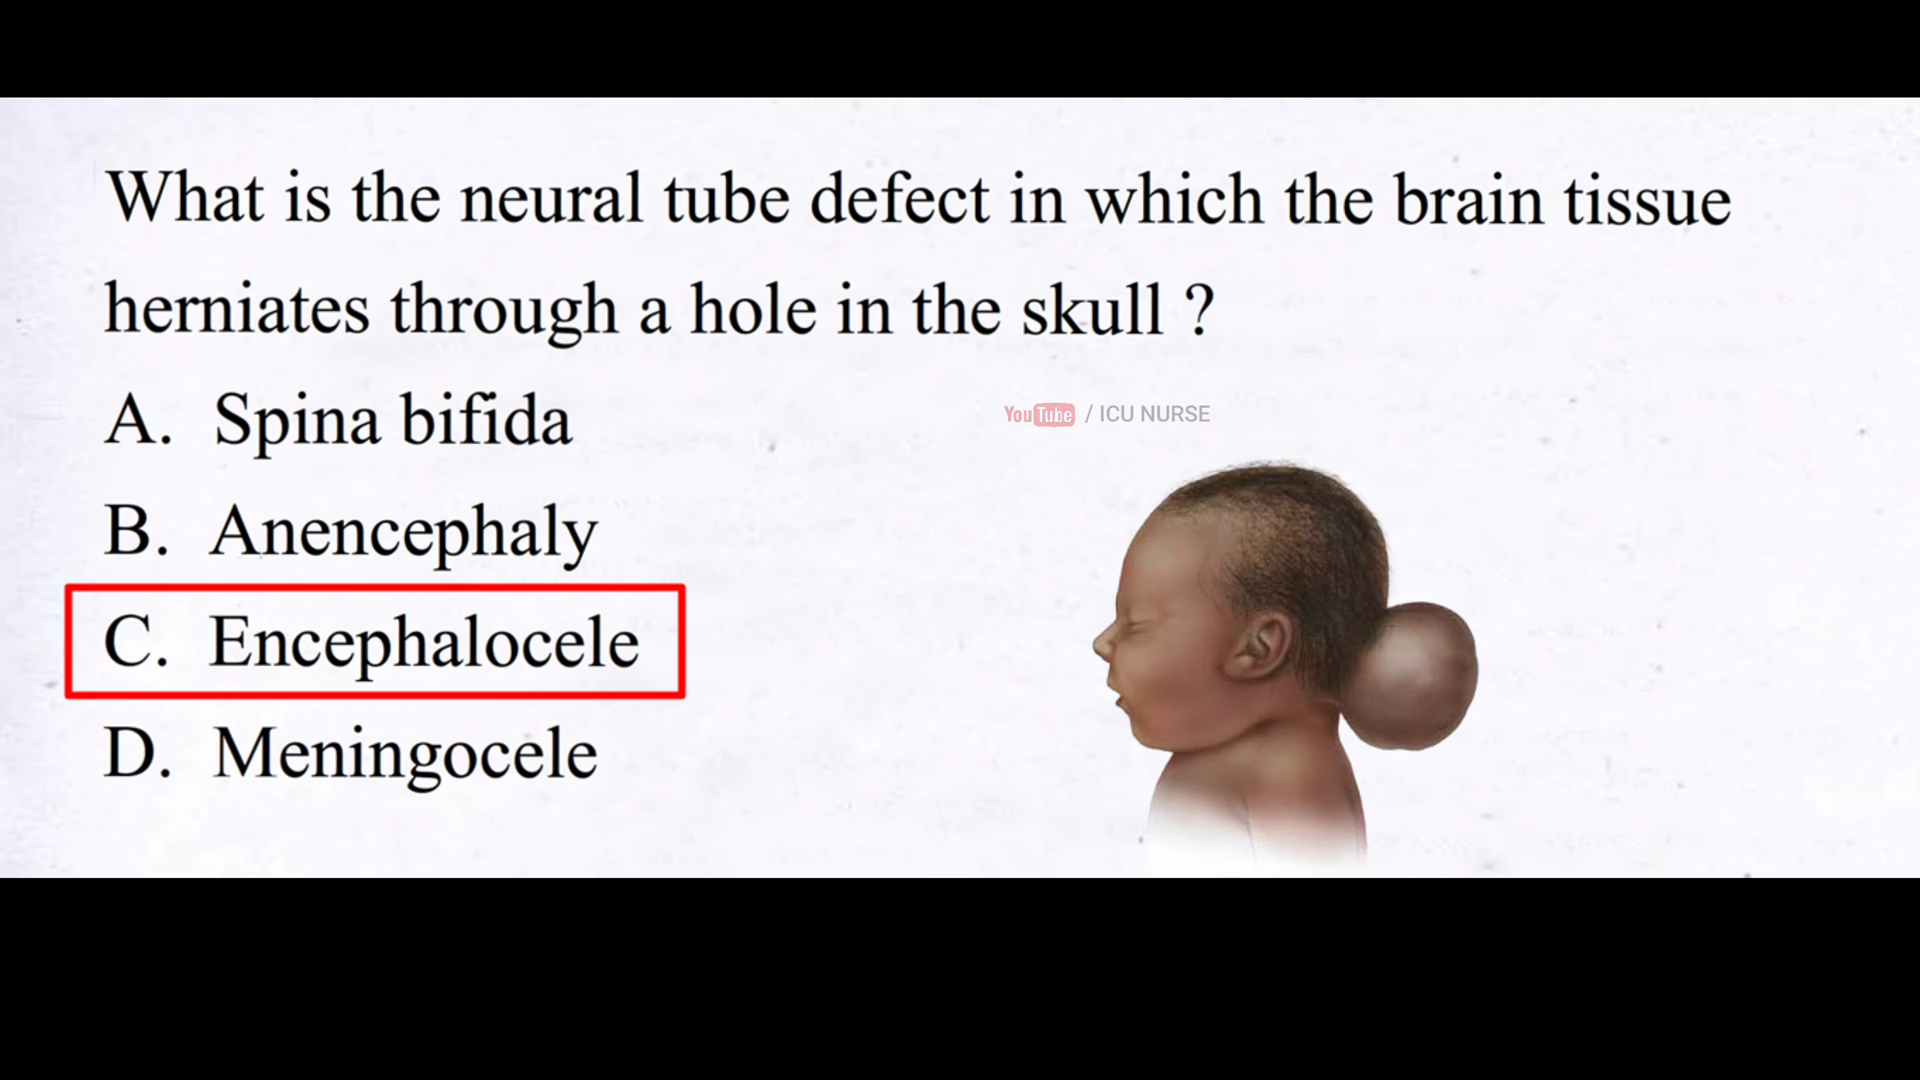 What is the neural tube defect in which the brain tissue
herniates through a hole in the skull ?
A. Spina bifida
YouTube / ICU NURSE
B. Anencephaly
C. Encephalocele
D. Meningocele